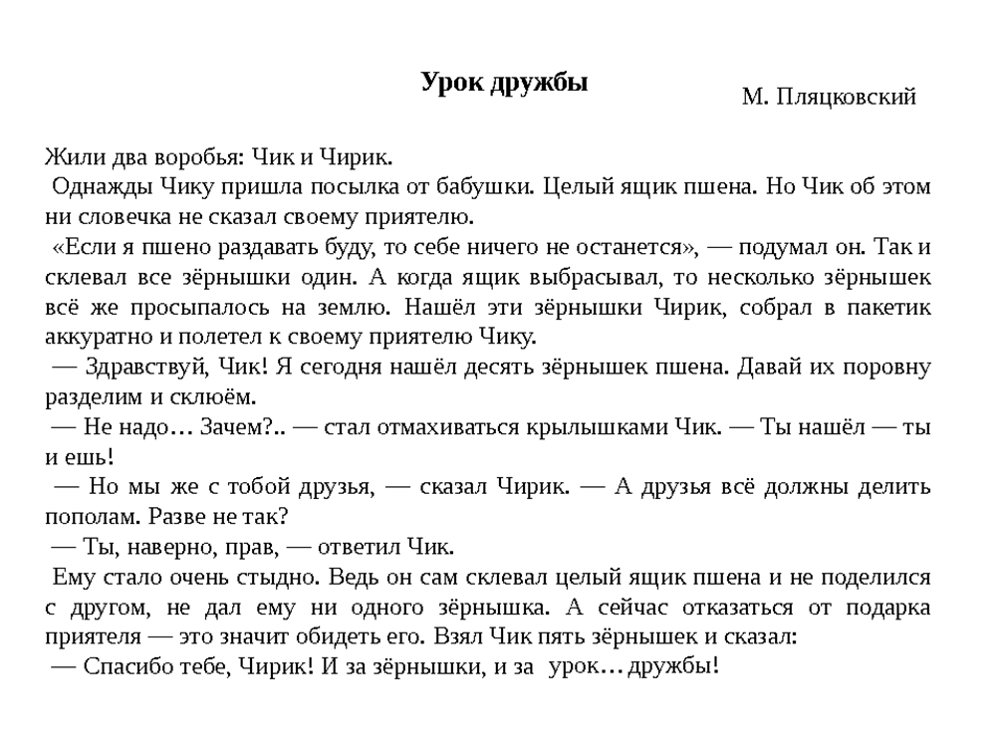 Урок дружбы
М. Пляцковский
Жили два воробья: Чик и Чирик.
Однажды Чику пришла посылка от бабушки. Целый ящик пшена. Но Чик об этом
ни словечка не сказал своему приятелю.
«Если я пшено раздавать буду, то себе ничего не останется», — подумал он. Так и
склевал все зёрнышки один. А когда ящик выбрасывал, то несколько зёрнышек
всё же просыпалось на землю. Нашёл эти зёрнышки Чирик, собрал в пакетик
аккуратно и полетел к своему приятелю Чику.
— Здравствуй, Чик! Я сегодня нашёл десять зёрнышек пшена. Давай их поровну
разделим и склюём.
— Не надо… Зачем?.. — стал отмахиваться крылышками Чик. — Ты нашёл — ты
и ешь!
— Но мы же с тобой друзья, — сказал Чирик. — А друзья всё должны делить
пополам. Разве не так?
— Ты, наверно, прав, — ответил Чик.
Ему стало очень стыдно. Ведь он сам склевал целый ящик пшена и не поделился
с другом, не дал ему ни одного зёрнышка. А сейчас отказаться от подарка
приятеля — это значит обидеть его. Взял Чик пять зёрнышек и сказал:
— Спасибо тебе, Чирик! И за зёрнышки, и за урок… дружбы!